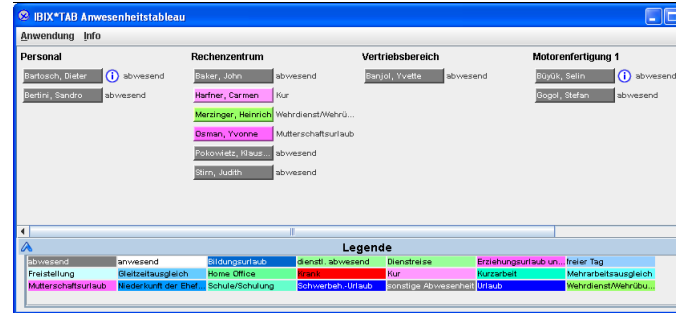 IBIX*TAB Anwesenheitstableau
Anwendung Info
Personal Rechenzentrum Vertriebsbereich Motorenfertigung 1
Bartosch, Dieter i abwesend Baker, John abwesend Banjol, Yvette abwesend Büyük, Selin i abwesend
Bertini, Sandro abwesend Harfner, Carmen Kur Gogol, Stefan abwesend
Merzinger, Heinrich Wehrdienst/Wehrü...
Osman, Yvonne Mutterschaftsurlaub
Pokowietz, Klaus... abwesend
Stirn, Judith abwesend
Legende
abwesend anwesend Bildungsurlaub dienstl. abwesend Dienstreise Erziehungsurlaub un... freier Tag
Freistellung Gleitzeitausgleich Home Office Krank Kur Kurzarbeit Mehrarbeitsausgleich
Mutterschaftsurlaub Niederkunft der Ehef... Schule/Schulung Schwerbeh.-Urlaub sonstige Abwesenheit Urlaub Wehrdienst/Wehrübu...